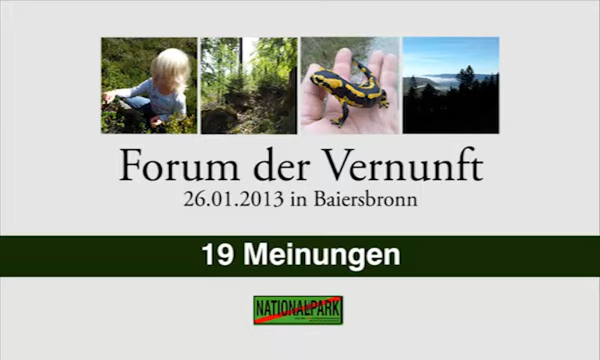 Forum der Vernunft
26.01.2013 in Baiersbronn
19 Meinungen
NATIONALPARK